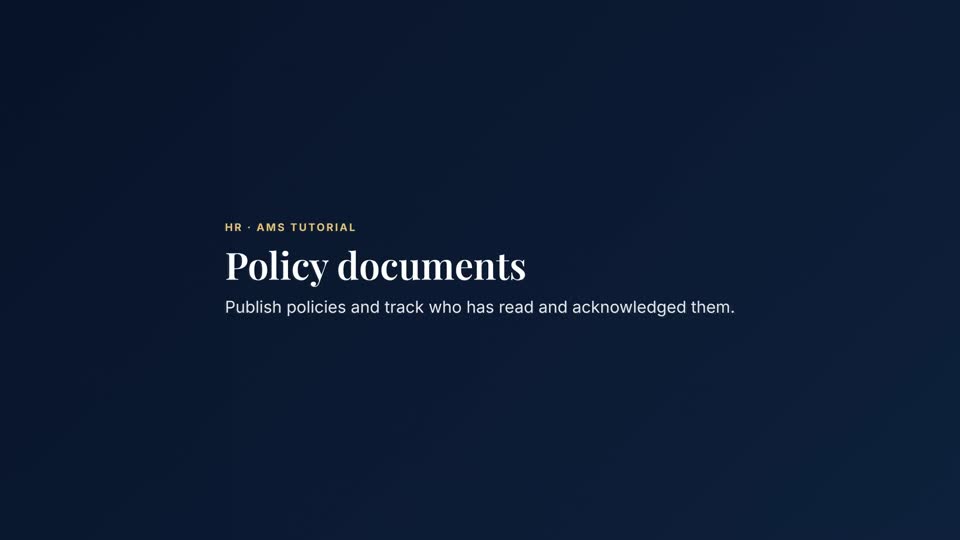 HR · AMS TUTORIAL
Policy documents
Publish policies and track who has read and acknowledged them.